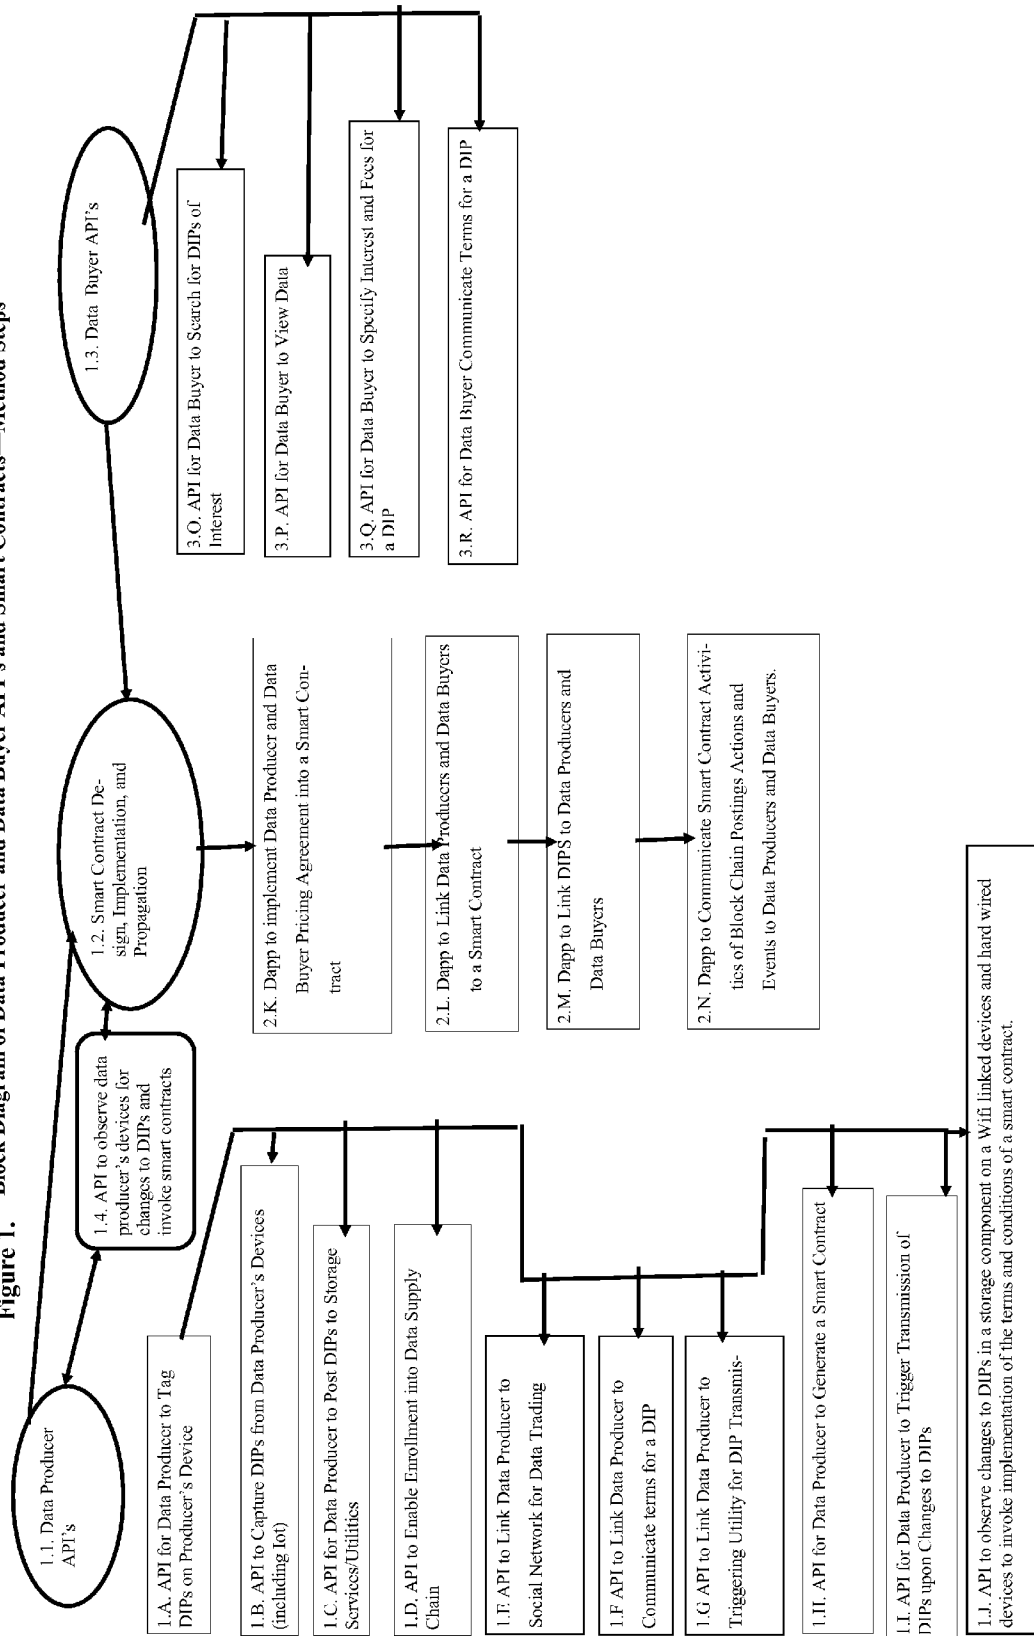 Figure 1. Block Diagram of Data Producer and Data Buyer API's and Smart Contracts—Method Steps
1.1. Data Producer
API's
1.4. API to observe data
producer's devices for
changes to DIPs and
invoke smart contracts
1.2. Smart Contract De-
sign, Implementation, and
Propagation
1.3. Data Buyer API's
1.A. API for Data Producer to Tag
DIPs on Producer's Device
1.B. API to Capture DIPs from Data Producer's Devices
(including Iot)
1.C. API for Data Producer to Post DIPs to Storage
Services/Utilities
1.D. API to Enable Enrollment into Data Supply
Chain
1.E. API to Link Data Producer to
Social Network for Data Trading
1.F API to Link Data Producer to
Communicate terms for a DIP
1.G API to Link Data Producer to
Triggering Utility for DIP Transmis-
1.H. API for Data Producer to Generate a Smart Contract
1.I. API for Data Producer to Trigger Transmission of
DIPs upon Changes to DIPs
1.J. API to observe changes to DIPs in a storage component on a Wifi linked devices and hard wired
devices to invoke implementation of the terms and conditions of a smart contract.
2.K. Dapp to implement Data Producer and Data
Buyer Pricing Agreement into a Smart Con-
tract
2.L. Dapp to Link Data Producers and Data Buyers
to a Smart Contract
2.M. Dapp to Link DIPS to Data Producers and
Data Buyers
2.N. Dapp to Communicate Smart Contract Activi-
ties of Block Chain Postings Actions and
Events to Data Producers and Data Buyers.
3.O. API for Data Buyer to Search for DIPs of
Interest
3.P. API for Data Buyer to View Data
3.Q. API for Data Buyer to Specify Interest and Fees for
a DIP
3.R. API for Data Buyer Communicate Terms for a DIP